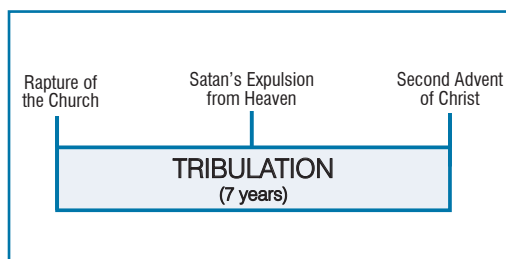 Rapture of
the Church
Satan’s Expulsion
from Heaven
Second Advent
of Christ
TRIBULATION
(7 years)